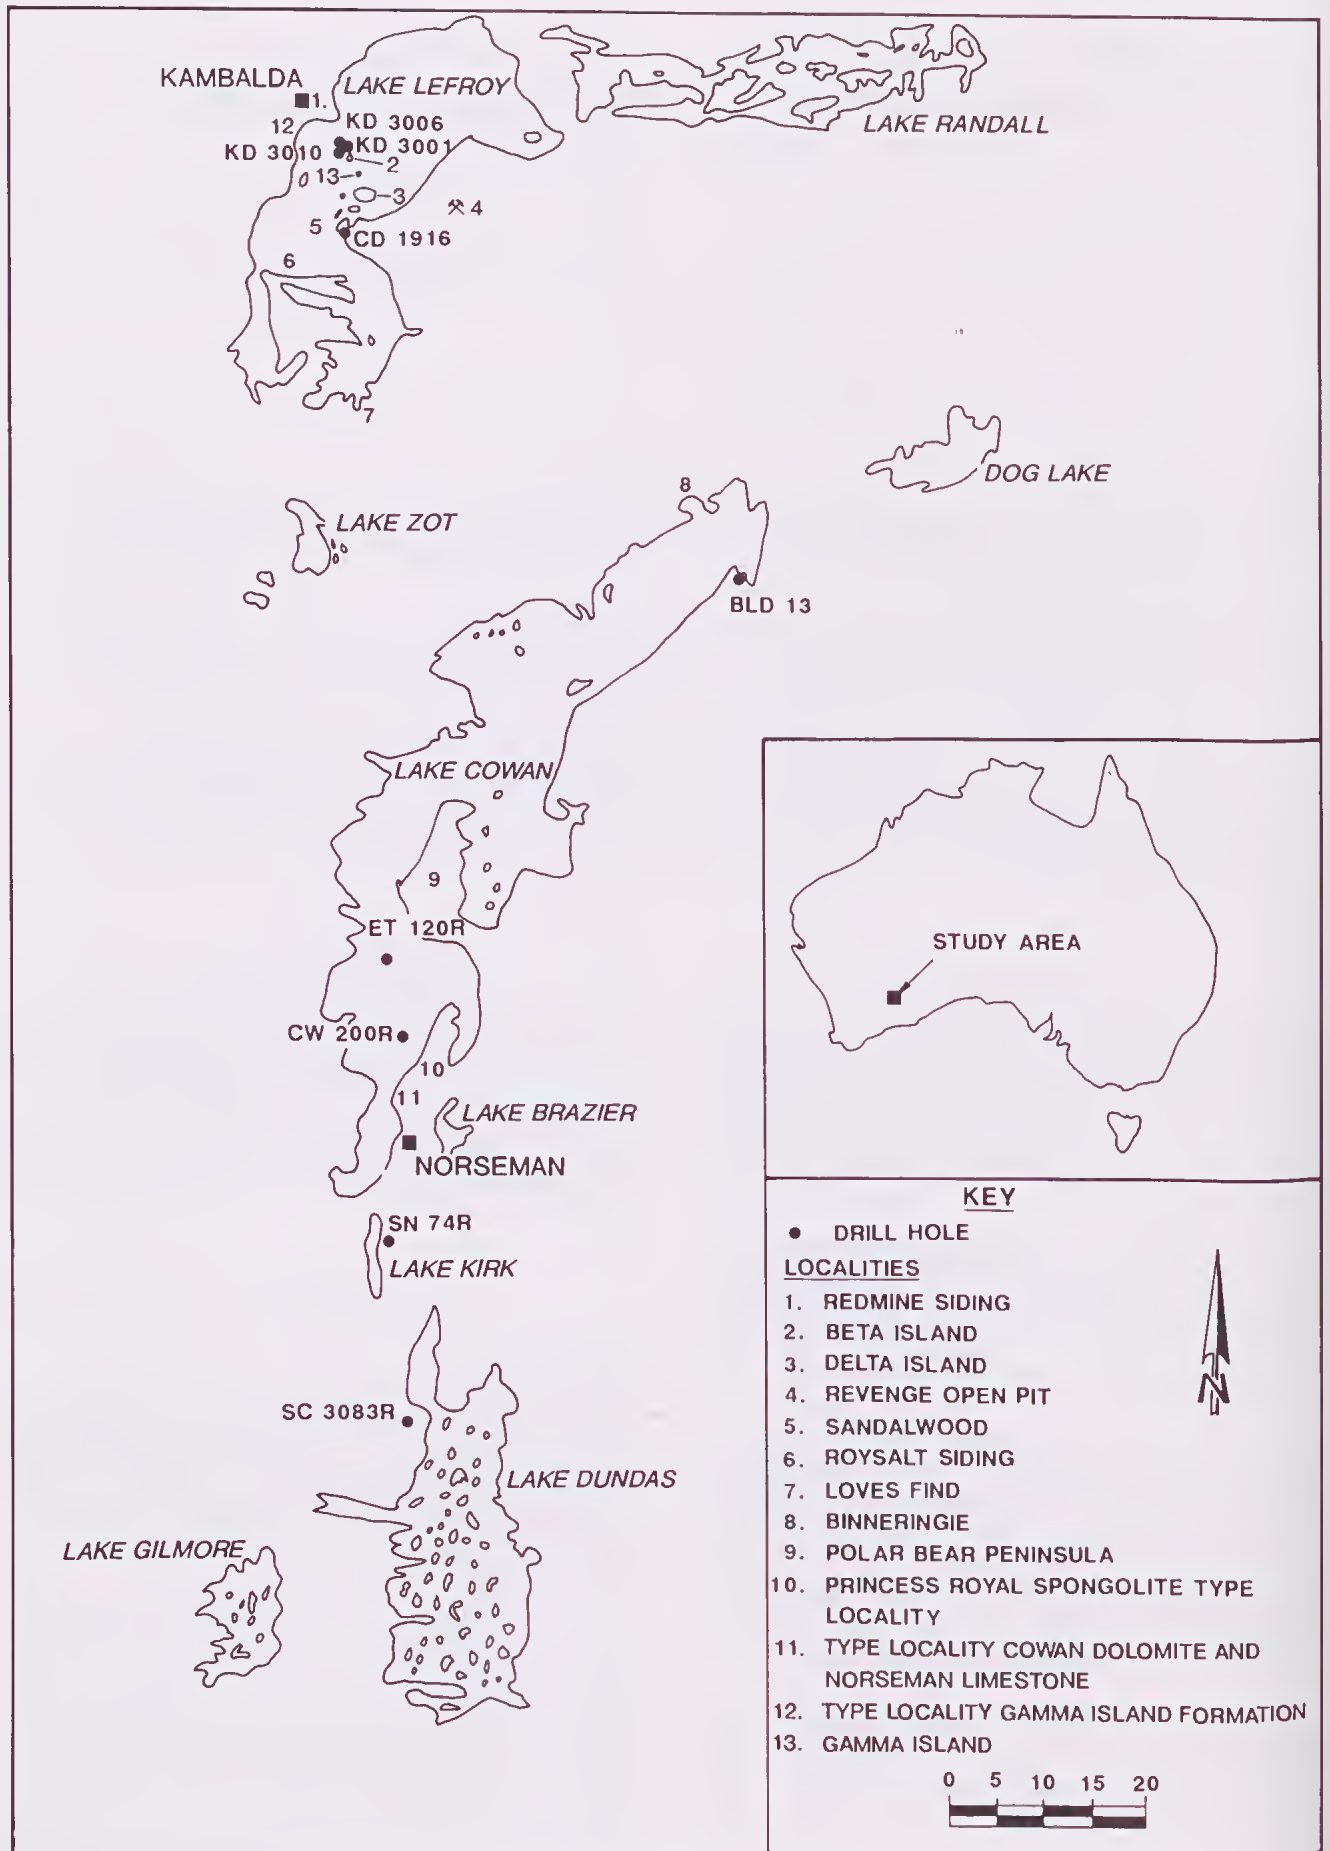 KAMBALDA
LAKE LEFROY
1.
LAKE RANDALL
12
KD 3006
KD 3010
KD 3001
2
13
3
4
5
CD 1916
6
7
DOG LAKE
8
LAKE ZOT
BLD 13
LAKE COWAN
9
ET 120R
STUDY AREA
CW 200R
10
11
LAKE BRAZIER
NORSEMAN
SN 74R
LAKE KIRK
SC 3083R
LAKE DUNDAS
LAKE GILMORE
KEY
DRILL HOLE
LOCALITIES
1. REDMINE SIDING
2. BETA ISLAND
3. DELTA ISLAND
4. REVENGE OPEN PIT
5. SANDALWOOD
6. ROYSALT SIDING
7. LOVES FIND
8. BINNERINGIE
9. POLAR BEAR PENINSULA
10. PRINCESS ROYAL SPONGOLITE TYPE
LOCALITY
11. TYPE LOCALITY COWAN DOLOMITE AND
NORSEMAN LIMESTONE
12. TYPE LOCALITY GAMMA ISLAND FORMATION
13. GAMMA ISLAND
N
0 5 10 15 20